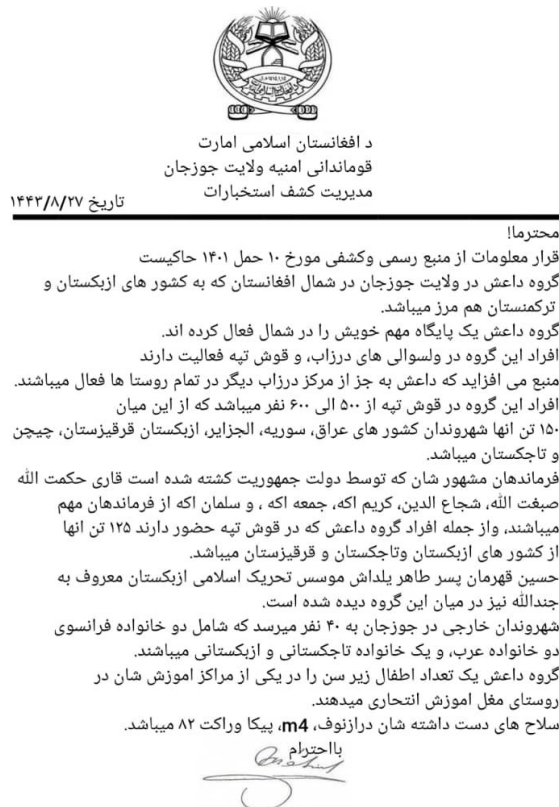 د افغانستان اسلامی امارت
قوماندانی امنیه ولایت جوزجان
مدیریت کشف استخبارات
تاریخ ۱۴۴۳/۸/۲۷
محترما!
قرار معلومات از منبع رسمی وکشفی مورخ ۱۰ حمل ۱۴۰۱ حاکیست
گروه داعش در ولایت جوزجان در شمال افغانستان که به کشور های ازبکستان و
ترکمنستان هم مرز میباشد.
گروه داعش یک پایگاه مهم خویش را در شمال فعال کرده اند.
افراد این گروه در ولسوالی های درزاب، و قوش تپه فعالیت دارند
منبع می افزاید که داعش به جز از مرکز درزاب دیگر در تمام روستا ها فعال میباشند.
افراد این گروه در قوش تپه از ۵۰۰ الی ۶۰۰ نفر میباشد که از این میان
۱۵۰ تن انها شهروندان کشور های عراق، سوریه، الجزایر، ازبکستان قرقیزستان، چیچن
و تاجکستان میباشد.
فرماندهان مشهور شان که توسط دولت جمهوریت کشته شده است قاری حکمت الله
صبغت الله، شجاع الدین، کریم اکه، جمعه اکه ، و سلمان اکه از فرماندهان مهم
میباشند، واز جمله افراد گروه داعش که در قوش تپه حضور دارند ۱۲۵ تن انها
از کشور های ازبکستان وتاجکستان و قرقیزستان میباشد.
حسین قهرمان پسر طاهر یلداش موسس تحریک اسلامی ازبکستان معروف به
جندالله نیز در میان این گروه دیده شده است.
شهروندان خارجی در جوزجان به ۴۰ نفر میرسد که شامل دو خانواده فرانسوی
دو خانواده عرب، و یک خانواده تاجکستانی و ازبکستانی میباشند.
گروه داعش یک تعداد اطفال زیر سن را در یکی از مراکز اموزش شان در
روستای مغل اموزش انتحاری میدهند.
سلاح های دست داشته شان درازنوف، m4، پیکا وراکت ۸۲ میباشد.
بااحترام